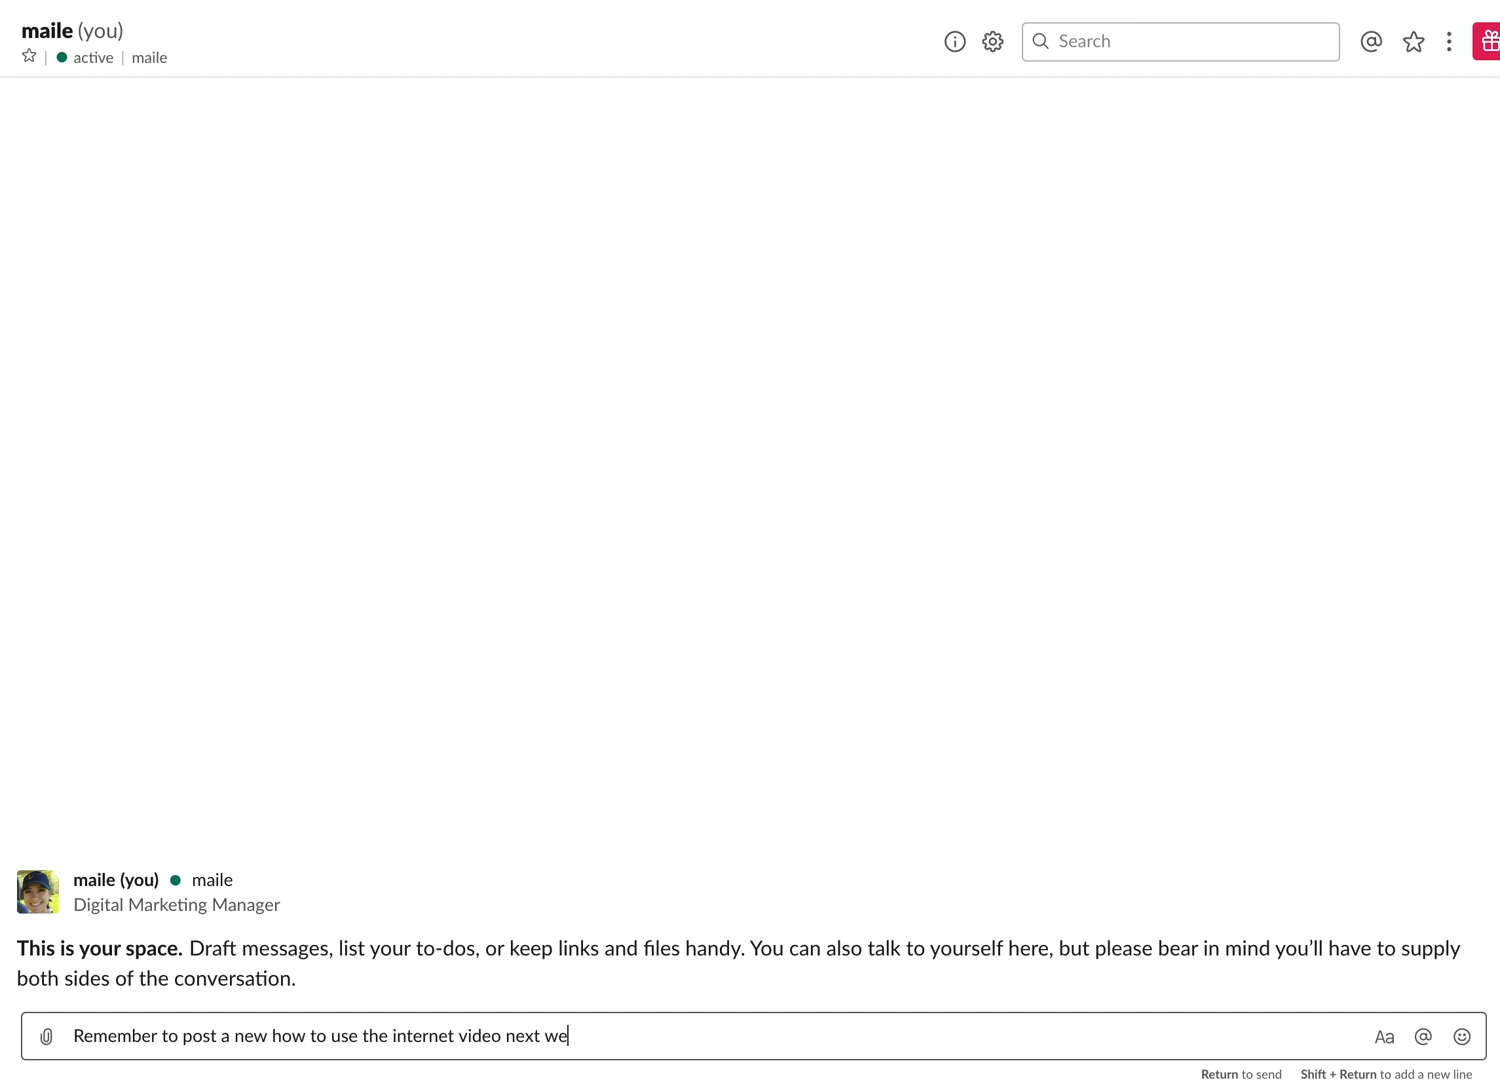 maile (you)
active | maile
Search
maile (you) maile
Digital Marketing Manager
This is your space. Draft messages, list your to-dos, or keep links and files handy. You can also talk to yourself here, but please bear in mind you’ll have to supply
both sides of the conversation.
Remember to post a new how to use the internet video next we
Aa @
Return to send Shift + Return to add a new line